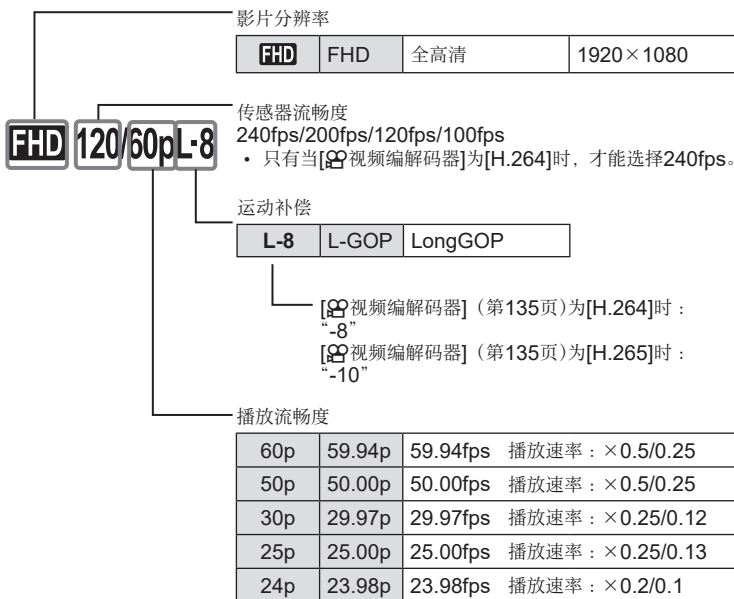 影片分辨率
FHD FHD 全高清 1920×1080
FHD 120/60p L-8
传感器流畅度
240fps/200fps/120fps/100fps
• 只有当[视频编解码器]为[H.264]时，才能选择240fps。
运动补偿
L-8 L-GOP LongGOP
[视频编解码器]（第135页）为[H.264]时：
“-8”
[视频编解码器]（第135页）为[H.265]时：
“-10”
播放流畅度
60p 59.94p 59.94fps 播放速率：×0.5/0.25
50p 50.00p 50.00fps 播放速率：×0.5/0.25
30p 29.97p 29.97fps 播放速率：×0.25/0.12
25p 25.00p 25.00fps 播放速率：×0.25/0.13
24p 23.98p 23.98fps 播放速率：×0.2/0.1